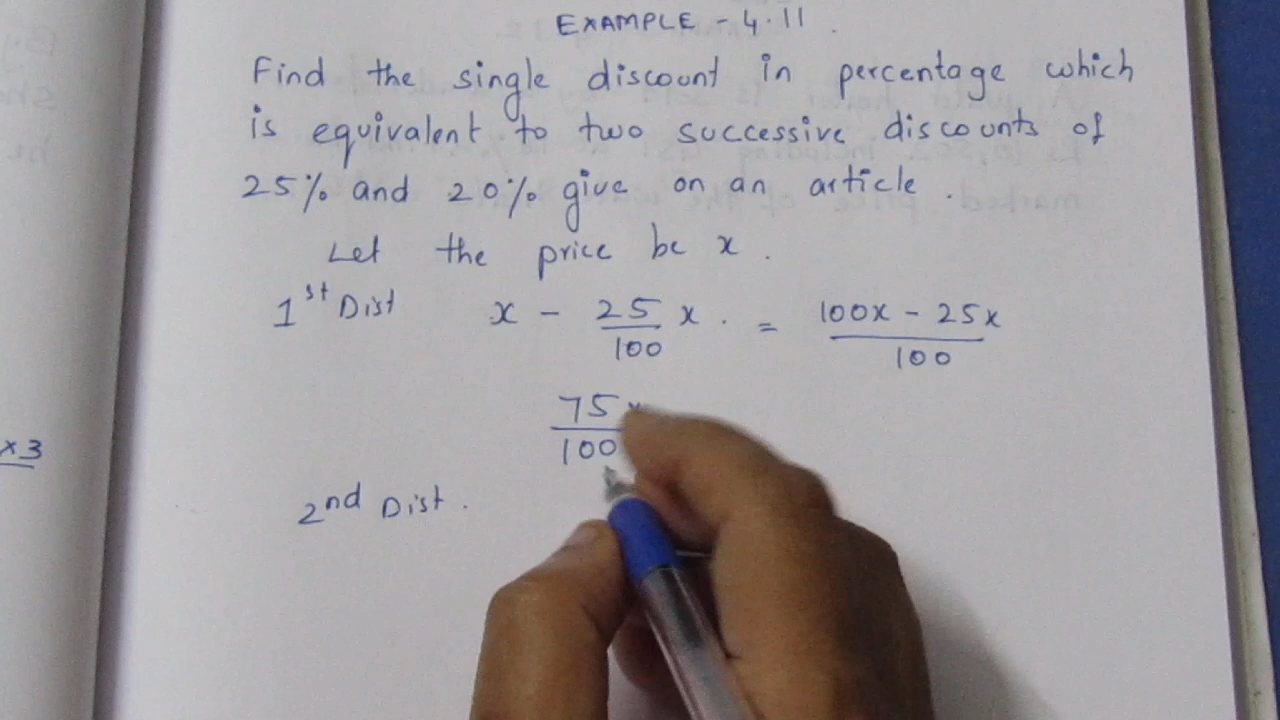 EXAMPLE - 4.11.
Find the single discount in percentage which
is equivalent to two successive discounts of
25% and 20% give on an article.
Let the price be x.
1st Dist x - 25/100 x. = 100x - 25x/100
75x/100
2nd Dist.
x 3